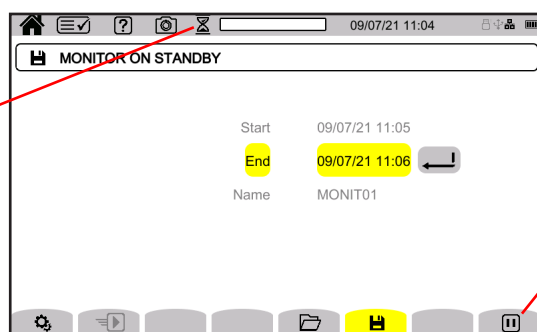 09/07/21 11:04
MONITOR ON STANDBY
Start 09/07/21 11:05
End 09/07/21 11:06
Name MONIT01